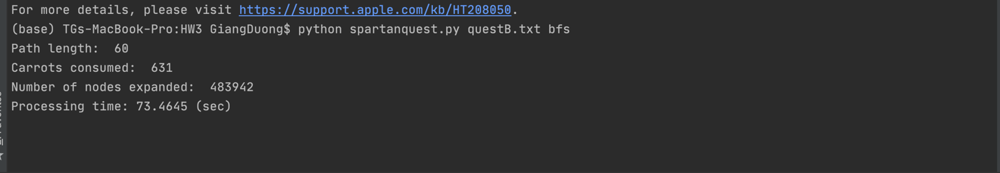 For more details, please visit https://support.apple.com/kb/HT208050.
(base) TGs-MacBook-Pro:HW3 GiangDuong$ python spartanquest.py questB.txt bfs
Path length:  60
Carrots consumed:  631
Number of nodes expanded:  483942
Processing time: 73.4645 (sec)